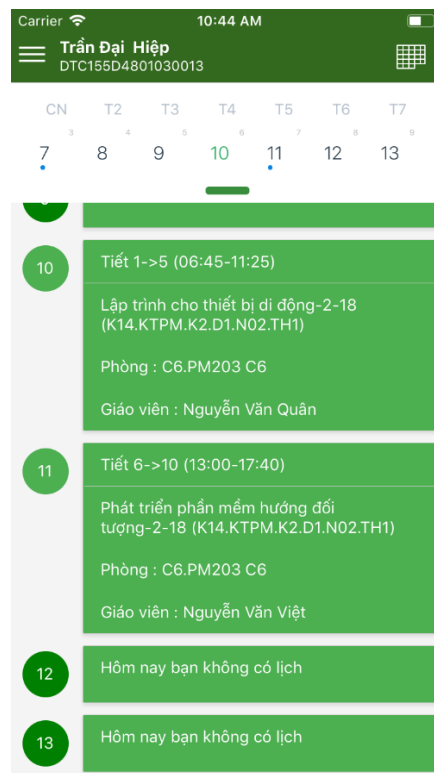 Carrier 10:44 AM
Trần Đại Hiệp
DTC155D4801030013
CN T2 T3 T4 T5 T6 T7
3 4 5 6 7 8 9
7 8 9 10 11 12 13
10 Tiết 1->5 (06:45-11:25)
Lập trình cho thiết bị di động-2-18
(K14.KTPM.K2.D1.N02.TH1)
Phòng : C6.PM203 C6
Giáo viên : Nguyễn Văn Quân
11 Tiết 6->10 (13:00-17:40)
Phát triển phần mềm hướng đối
tượng-2-18 (K14.KTPM.K2.D1.N02.TH1)
Phòng : C6.PM203 C6
Giáo viên : Nguyễn Văn Việt
12 Hôm nay bạn không có lịch
13 Hôm nay bạn không có lịch